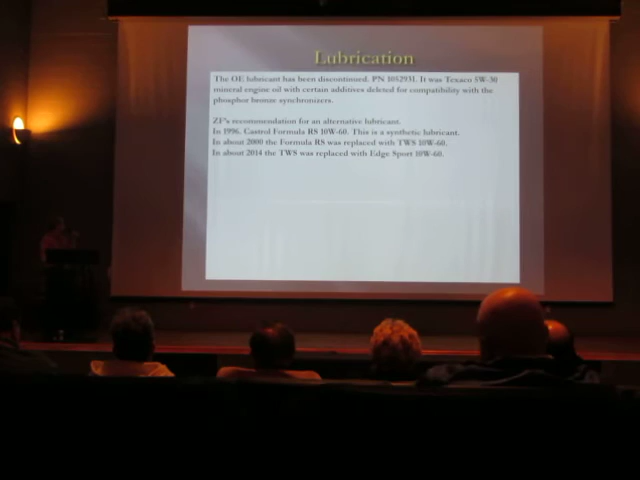 Lubrication
The OE lubricant has been discontinued. PN 1052931. It was Texaco 5W-30
mineral engine oil with certain additives deleted for compatibility with the
phosphor bronze synchronizers.
ZF's recommendation for an alternative lubricant.
In 1996, Castrol Formula RS 10W-60. This is a synthetic lubricant.
In about 2000 the Formula RS was replaced with TWS 10W-60.
In about 2014 the TWS was replaced with Edge Sport 10W-60.